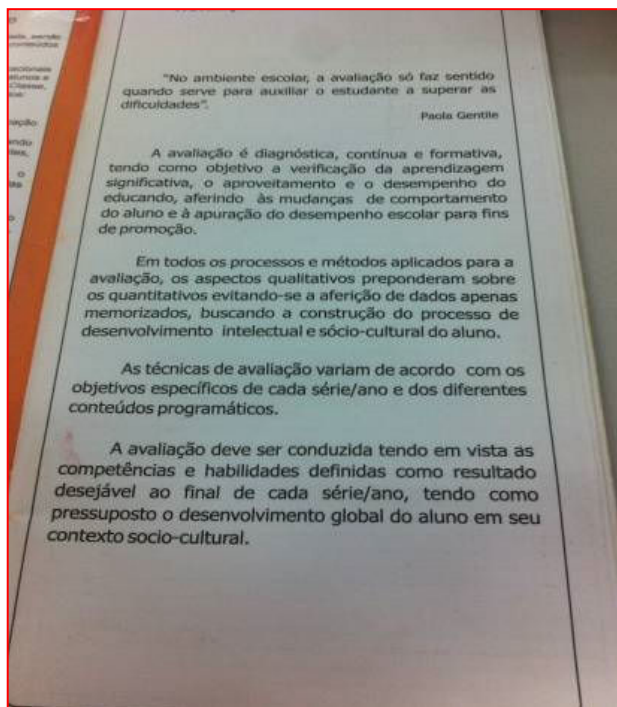 "No ambiente escolar, a avaliação só faz sentido
quando serve para auxiliar o estudante a superar as
dificuldades".
Paola Gentile
A avaliação é diagnóstica, contínua e formativa,
tendo como objetivo a verificação da aprendizagem
significativa, o aproveitamento e o desempenho do
educando, aferindo às mudanças de comportamento
do aluno e à apuração do desempenho escolar para fins
de promoção.
Em todos os processos e métodos aplicados para a
avaliação, os aspectos qualitativos preponderam sobre
os quantitativos evitando-se a aferição de dados apenas
memorizados, buscando a construção do processo de
desenvolvimento intelectual e sócio-cultural do aluno.
As técnicas de avaliação variam de acordo com os
objetivos específicos de cada série/ano e dos diferentes
conteúdos programáticos.
A avaliação deve ser conduzida tendo em vista as
competências e habilidades definidas como resultado
desejável ao final de cada série/ano, tendo como
pressuposto o desenvolvimento global do aluno em seu
contexto socio-cultural.